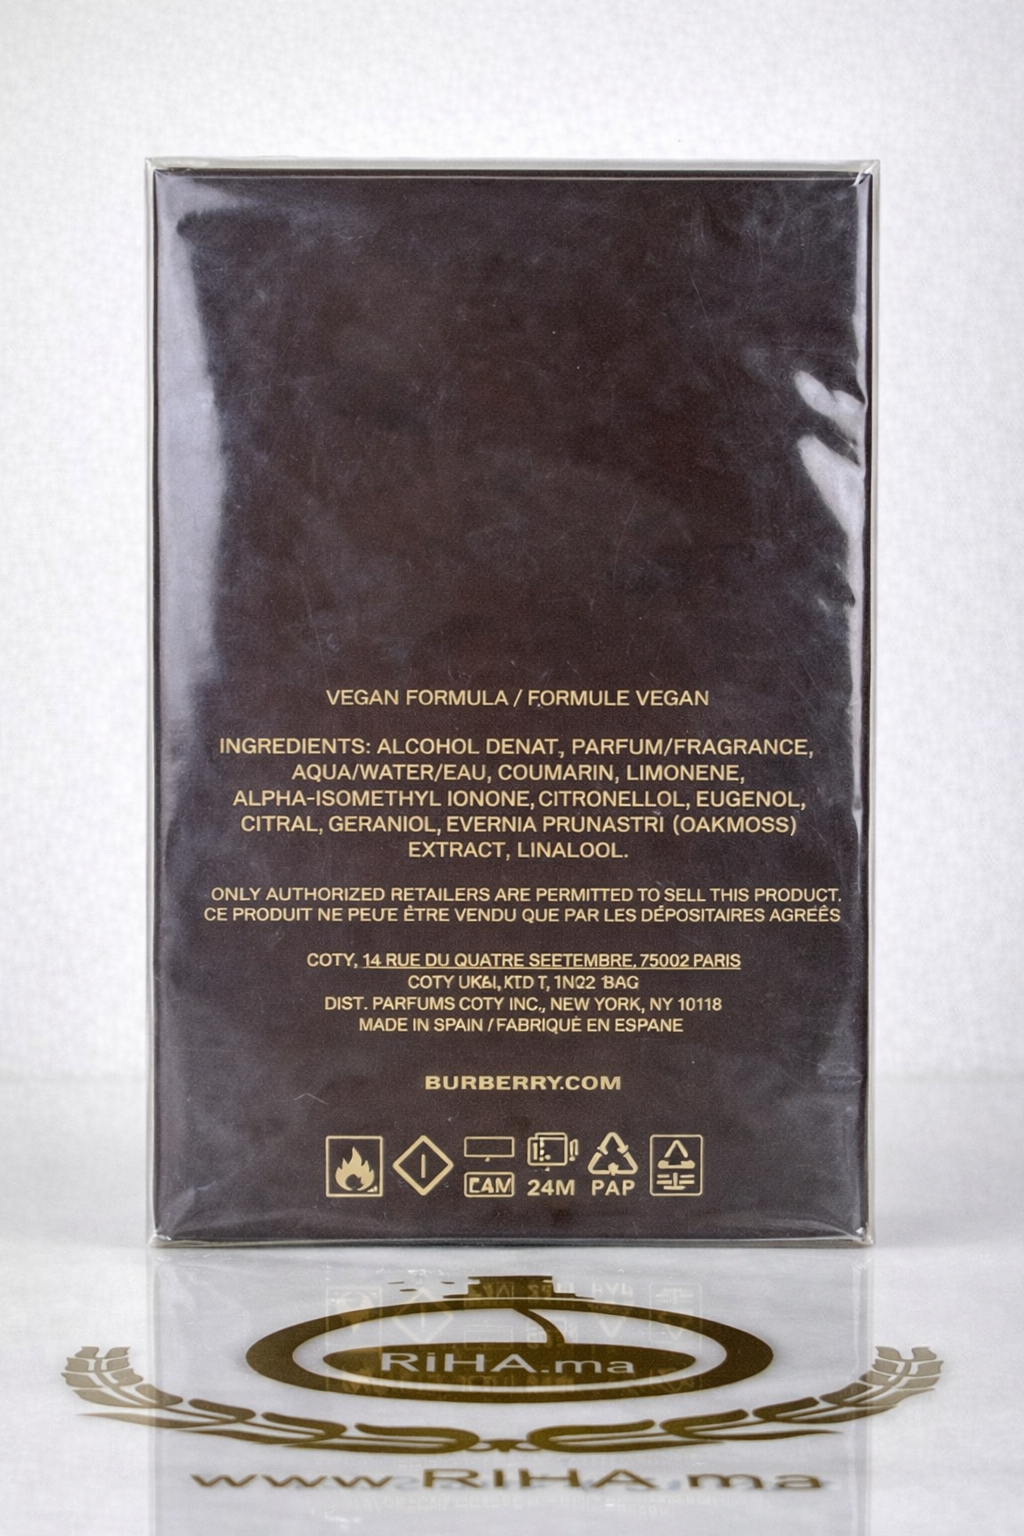 VEGAN FORMULA / FORMULE VEGAN
INGREDIENTS: ALCOHOL DENAT, PARFUM/FRAGRANCE,
AQUA/WATER/EAU, COUMARIN, LIMONENE,
ALPHA-ISOMETHYL IONONE, CITRONELLOL, EUGENOL,
CITRAL, GERANIOL, EVERNIA PRUNASTRI (OAKMOSS)
EXTRACT, LINALOOL.
ONLY AUTHORIZED RETAILERS ARE PERMITTED TO SELL THIS PRODUCT.
CE PRODUIT NE PEUT ÊTRE VENDU QUE PAR LES DÉPOSITAIRES AGREÊS
COTY, 14 RUE DU QUATRE SEETEMBRE, 75002 PARIS
COTY
DIST. PARFUMS COTY INC., NEW YORK, NY 10118
MADE IN SPAIN / FABRIQUÉ EN ESPANE
BURBERRY.COM
24M PAP
RiHA.ma
www.RiHA.ma